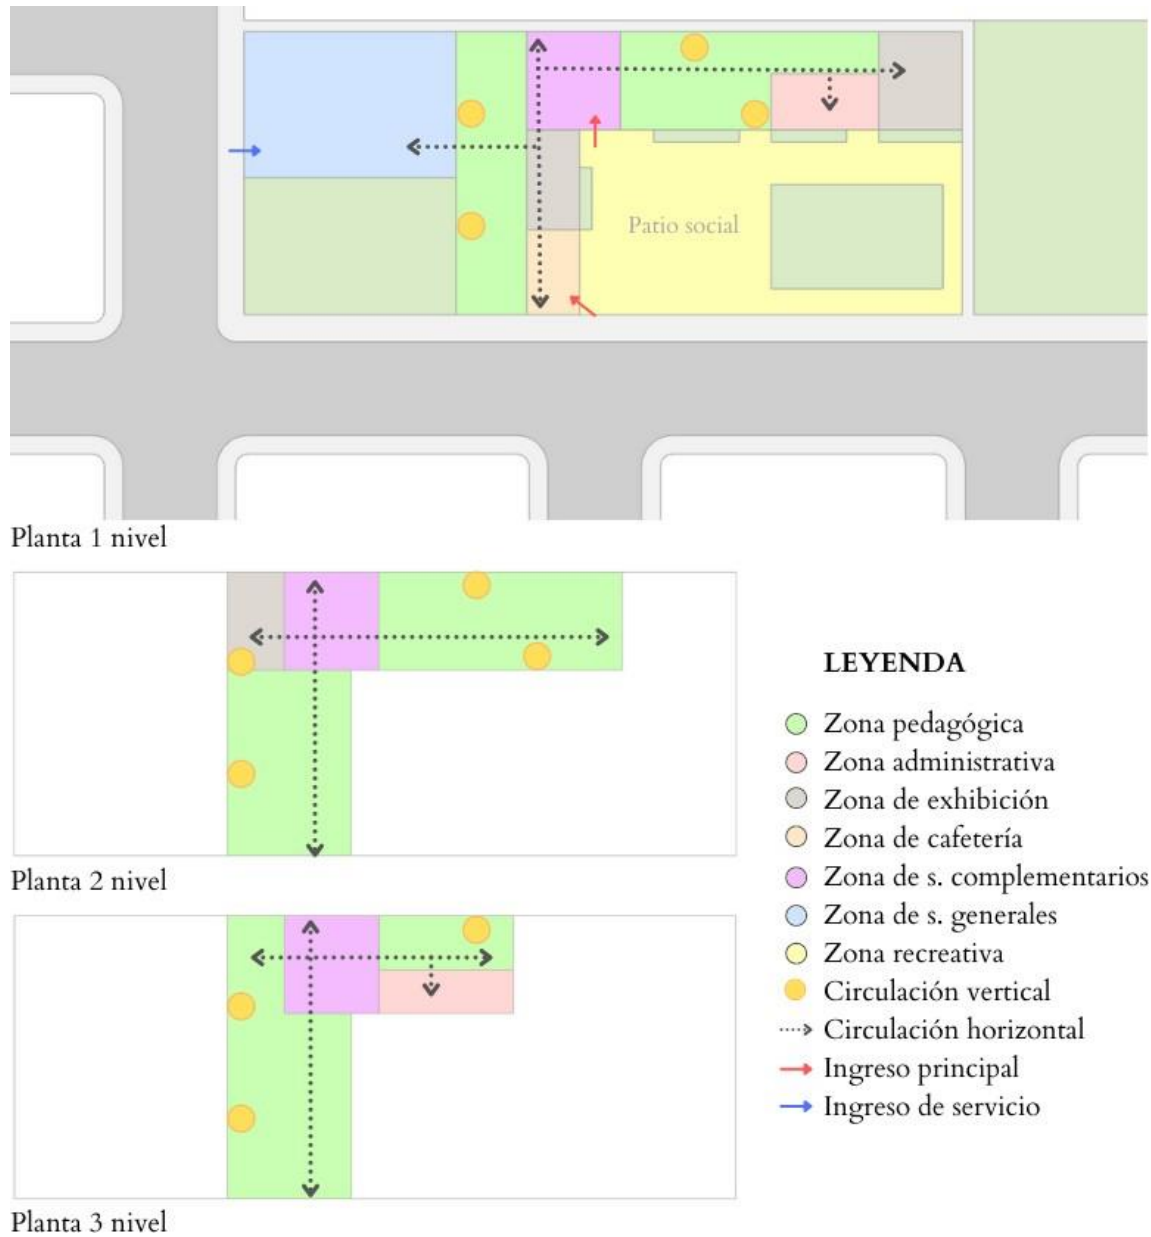 Patio social
Planta 1 nivel
Planta 2 nivel
Planta 3 nivel
LEYENDA
Zona pedagógica
Zona administrativa
Zona de exhibición
Zona de cafetería
Zona de s. complementarios
Zona de s. generales
Zona recreativa
Circulación vertical
Circulación horizontal
Ingreso principal
Ingreso de servicio